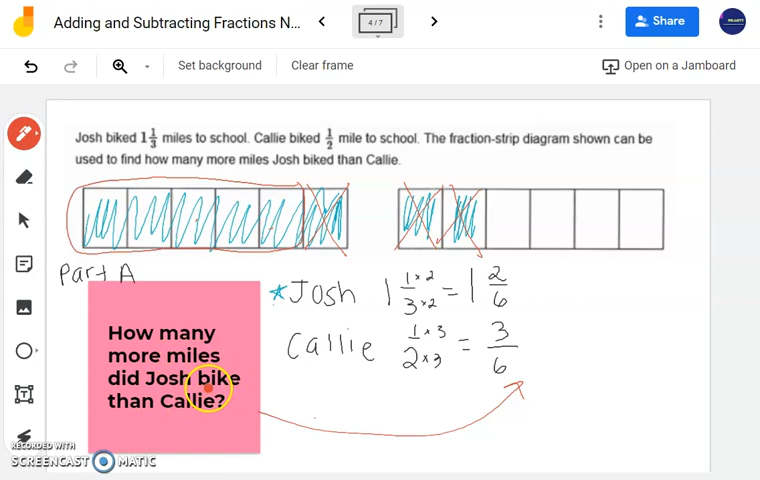 Adding and Subtracting Fractions N...
4 / 7
Share
Set background
Clear frame
Open on a Jamboard
Josh biked 1 1/3 miles to school. Callie biked 1/2 mile to school. The fraction-strip diagram shown can be
used to find how many more miles Josh biked than Callie.
Part A
How many
more miles
did Josh bike
than Callie?
*Josh 1 1 x 2 / 3 x 2 = 1 2/6
Callie 1 x 3 / 2 x 3 = 3/6
RECORDED WITH
SCREENCAST MATIC